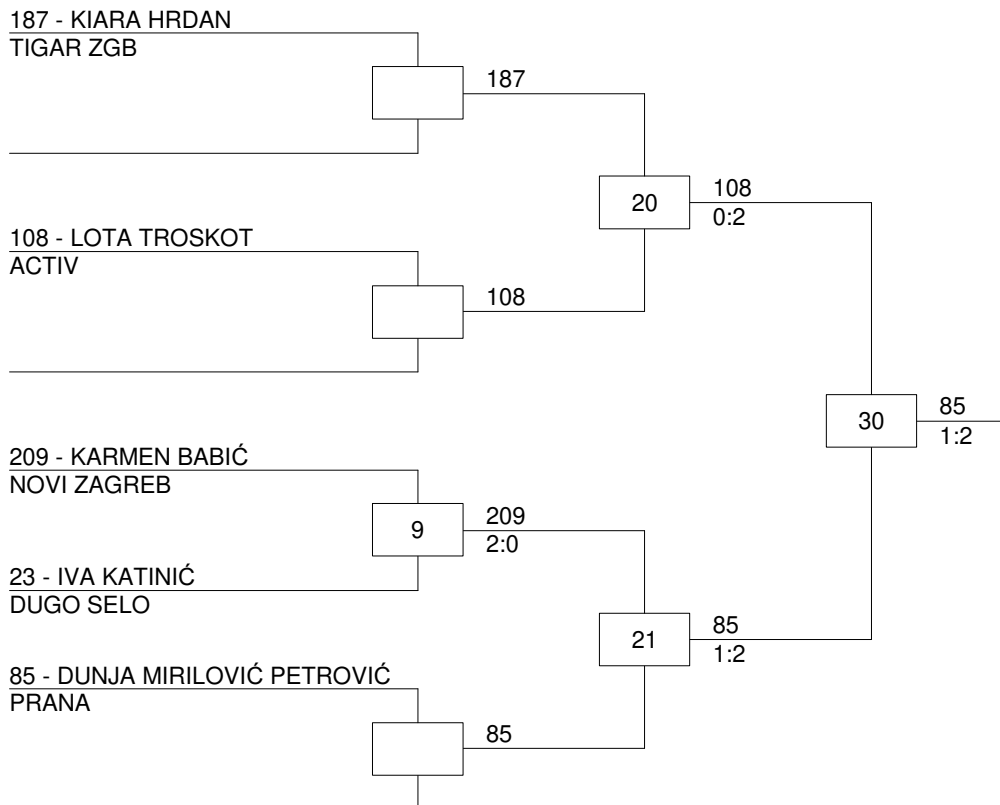 187 - KIARA HRDAN
TIGAR ZGB
187
20
108
0:2
108 - LOTA TROSKOT
ACTIV
108
30
85
1:2
209 - KARMEN BABIĆ
NOVI ZAGREB
9
209
2:0
23 - IVA KATINIĆ
DUGO SELO
21
85
1:2
85 - DUNJA MIRILOVIĆ PETROVIĆ
PRANA
85